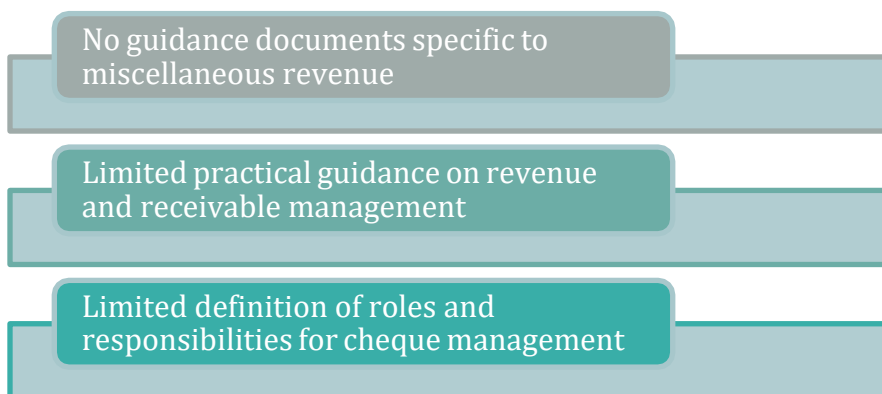 No guidance documents specific to
miscellaneous revenue
Limited practical guidance on revenue
and receivable management
Limited definition of roles and
responsibilities for cheque management